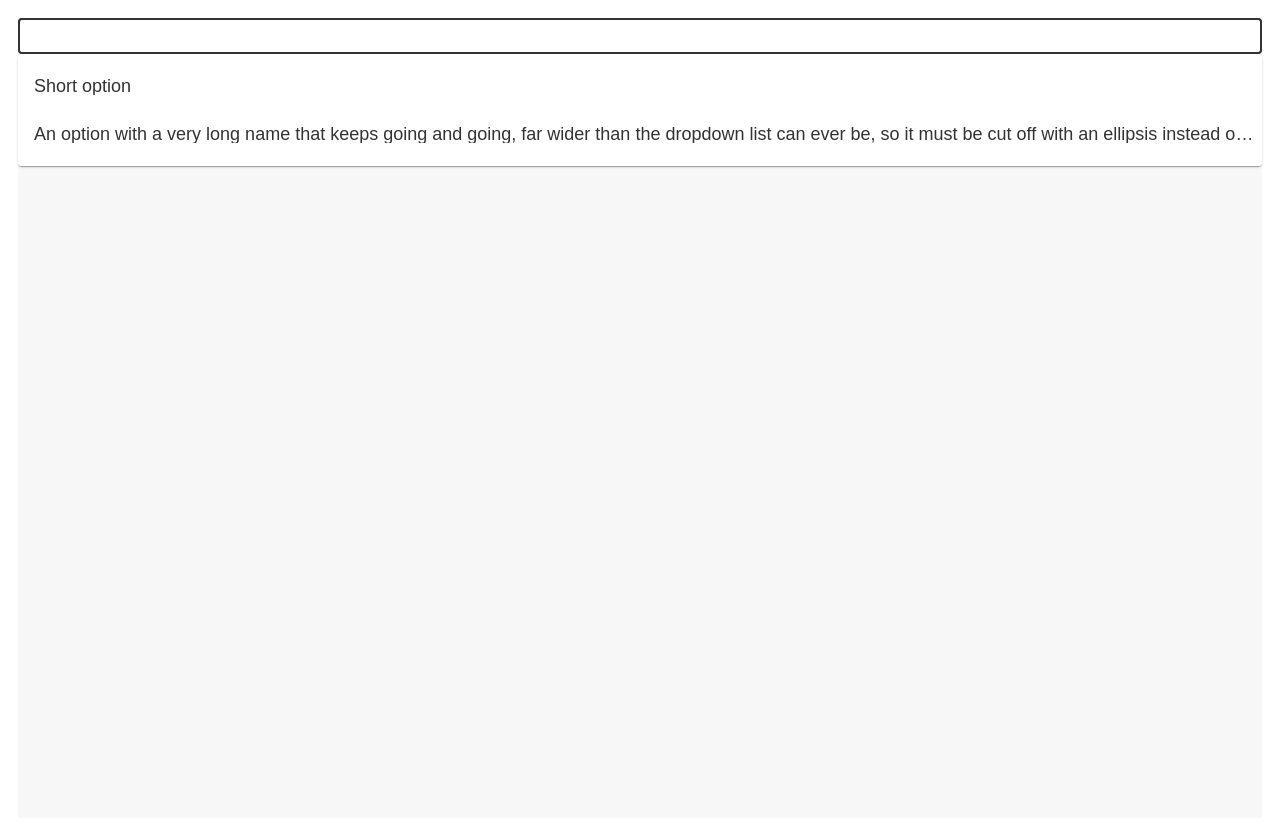 Short option
An option with a very long name that keeps going and going, far wider than the dropdown list can ever be, so it must be cut off with an ellipsis instead o…